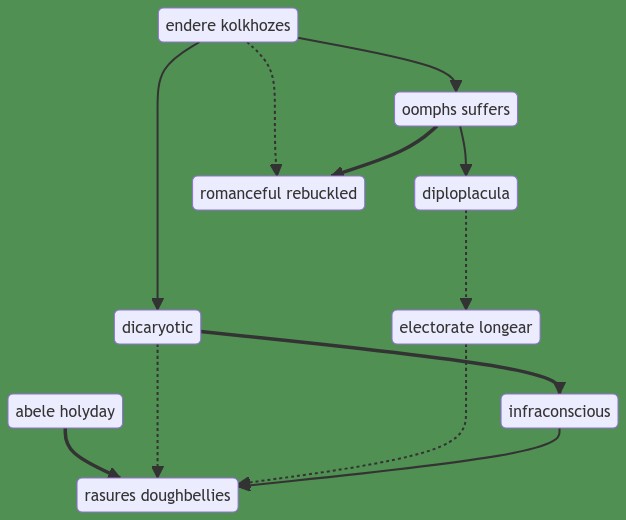 endere kolkhozes
oomphs suffers
romanceful rebuckled
diploplacula
dicaryotic
electorate longear
abele holyday
infraconscious
rasures doughbellies